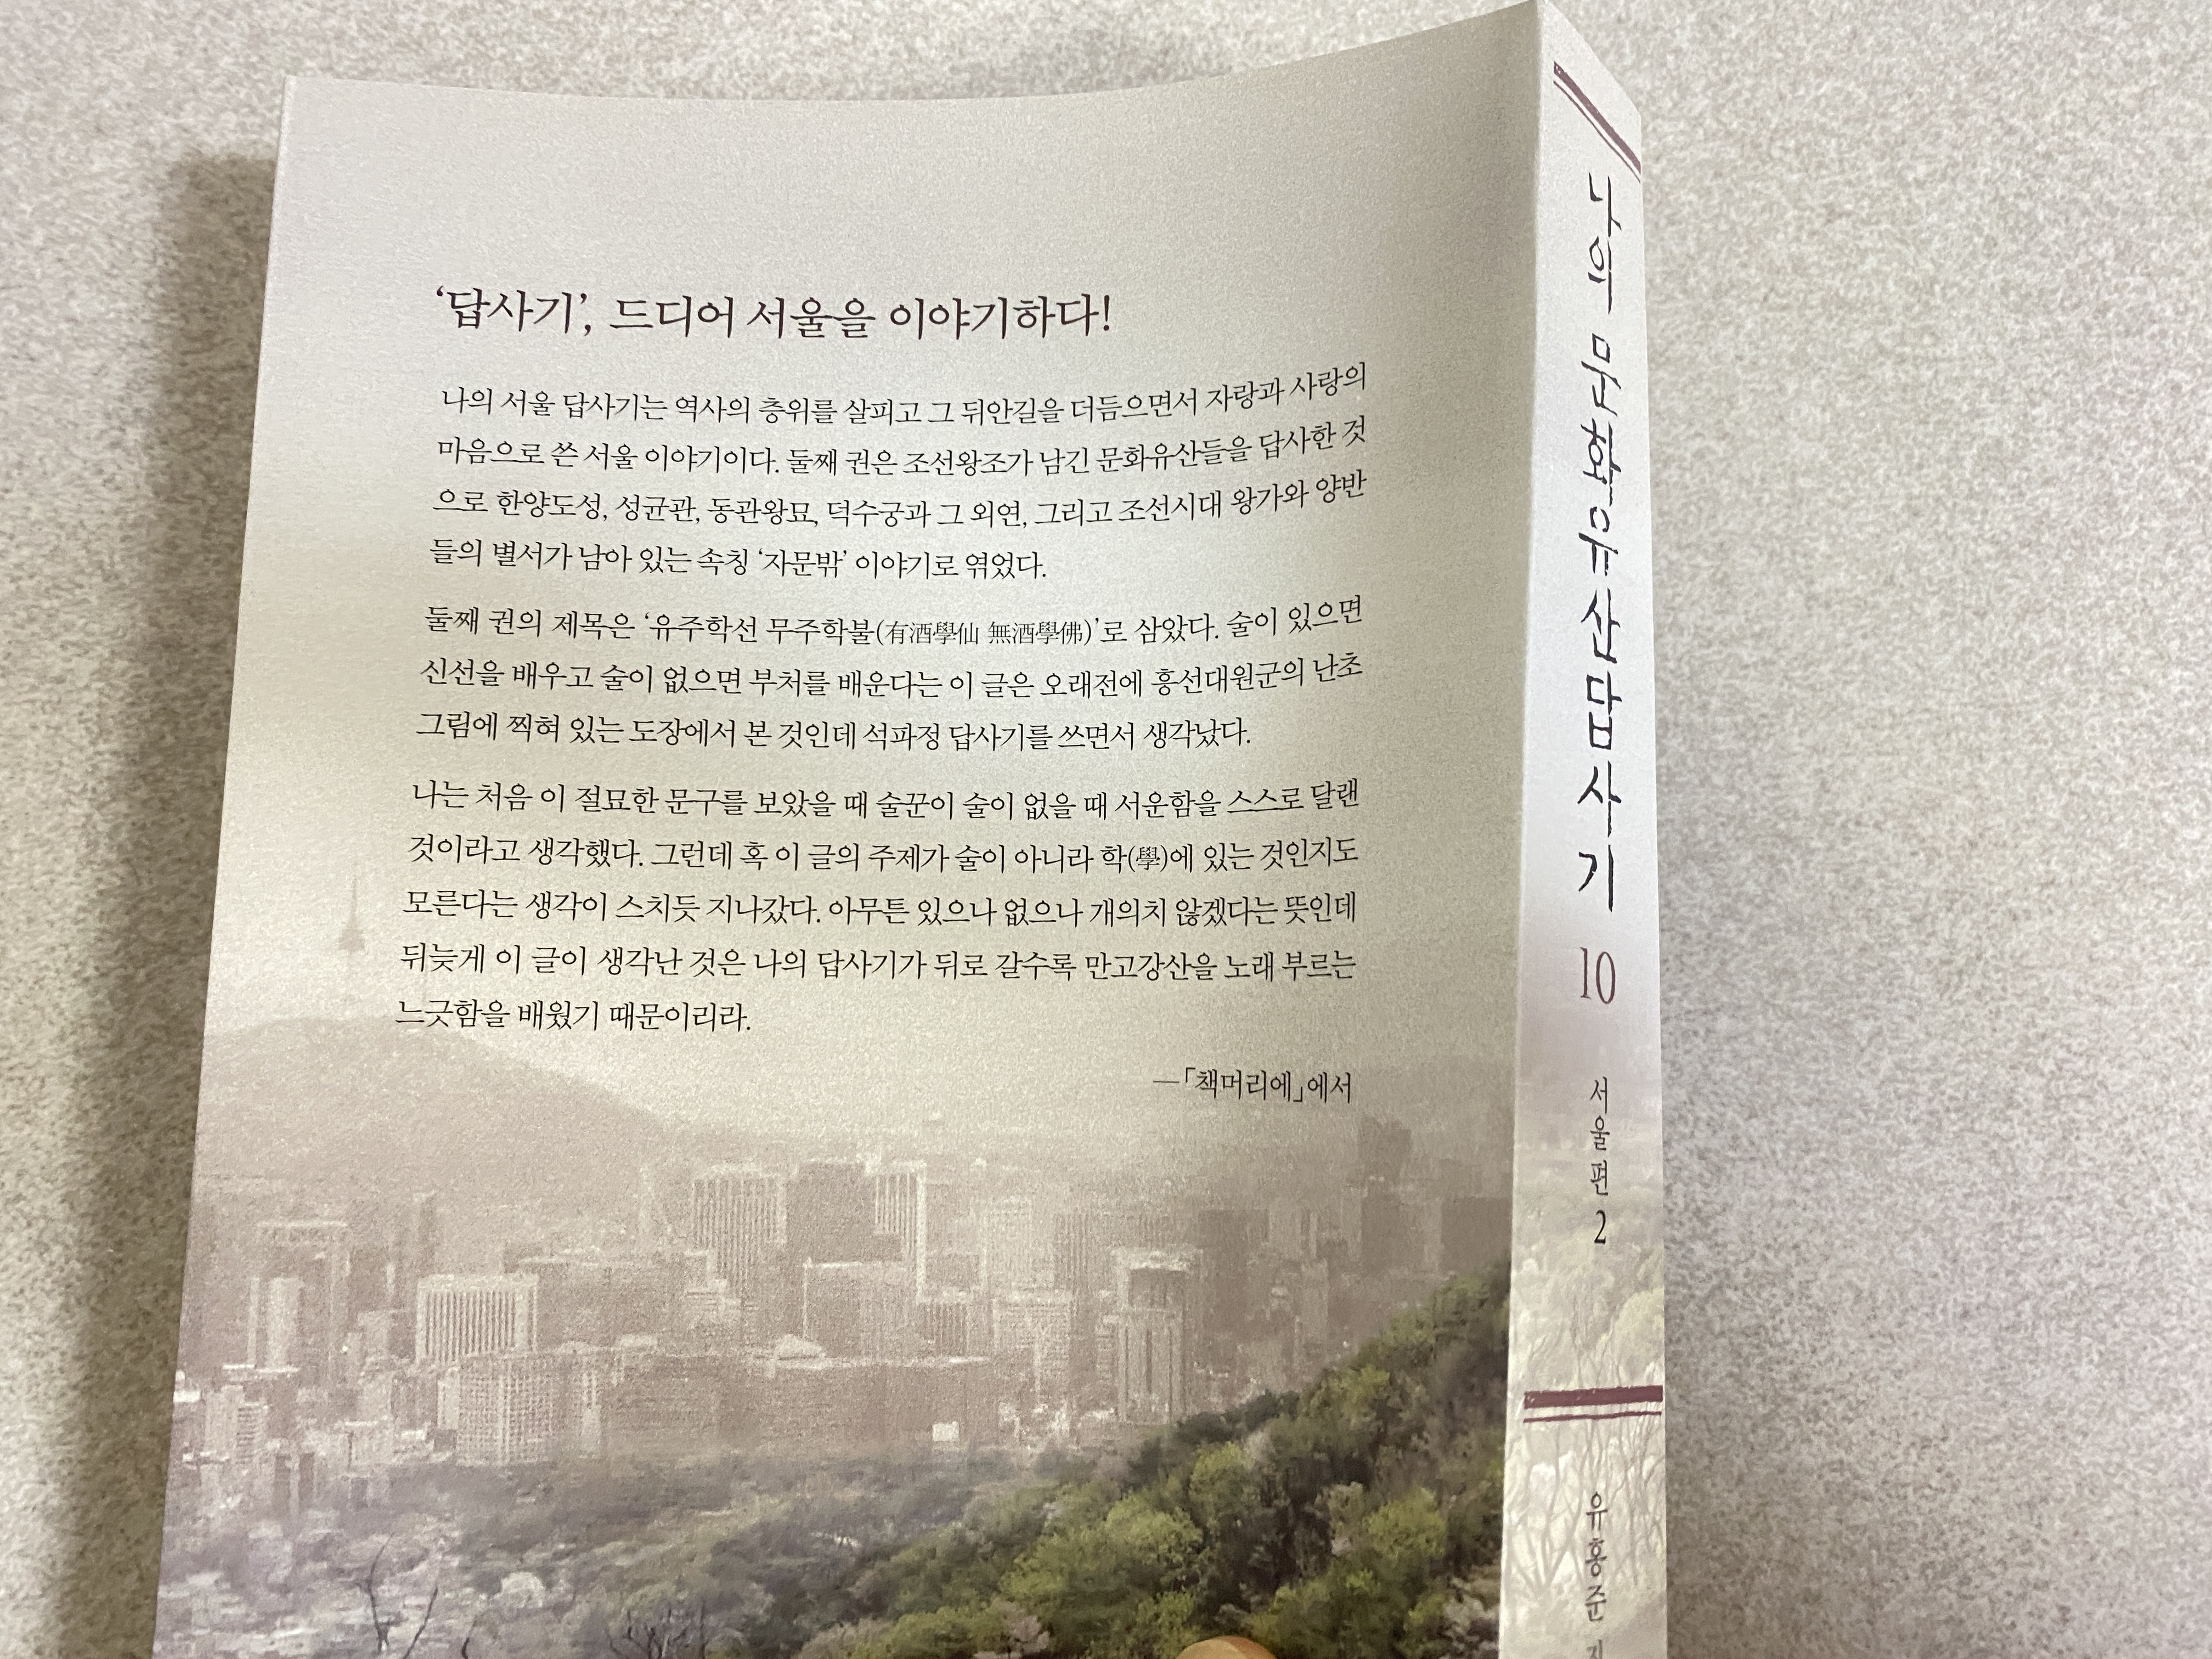 ‘답사기’, 드디어 서울을 이야기하다!
나의 서울 답사기는 역사의 층위를 살피고 그 뒤안길을 더듬으면서 자랑과 사랑의
마음으로 쓴 서울 이야기이다. 둘째 권은 조선왕조가 남긴 문화유산들을 답사한 것
으로 한양도성, 성균관, 동관왕묘, 덕수궁과 그 외연, 그리고 조선시대 왕가와 양반
들의 별서가 남아 있는 속칭 ‘자문밖’ 이야기로 엮었다.
둘째 권의 제목은 ‘유주학선 무주학불(有酒學仙 無酒學佛)’로 삼았다. 술이 있으면
신선을 배우고 술이 없으면 부처를 배운다는 이 글은 오래전에 흥선대원군의 난초
그림에 찍혀 있는 도장에서 본 것인데 석파정 답사기를 쓰면서 생각났다.
나는 처음 이 절묘한 문구를 보았을 때 술꾼이 술이 없을 때 서운함을 스스로 달랜
것이라고 생각했다. 그런데 혹 이 글의 주제가 술이 아니라 학(學)에 있는 것인지도
모른다는 생각이 스치듯 지나갔다. 아무튼 있으나 없으나 개의치 않겠다는 뜻인데
뒤늦게 이 글이 생각난 것은 나의 답사기가 뒤로 갈수록 만고강산을 노래 부르는
느긋함을 배웠기 때문이리라.
—「책머리에」에서
나의 문화유산답사기 10 서울편 2 유홍준 지